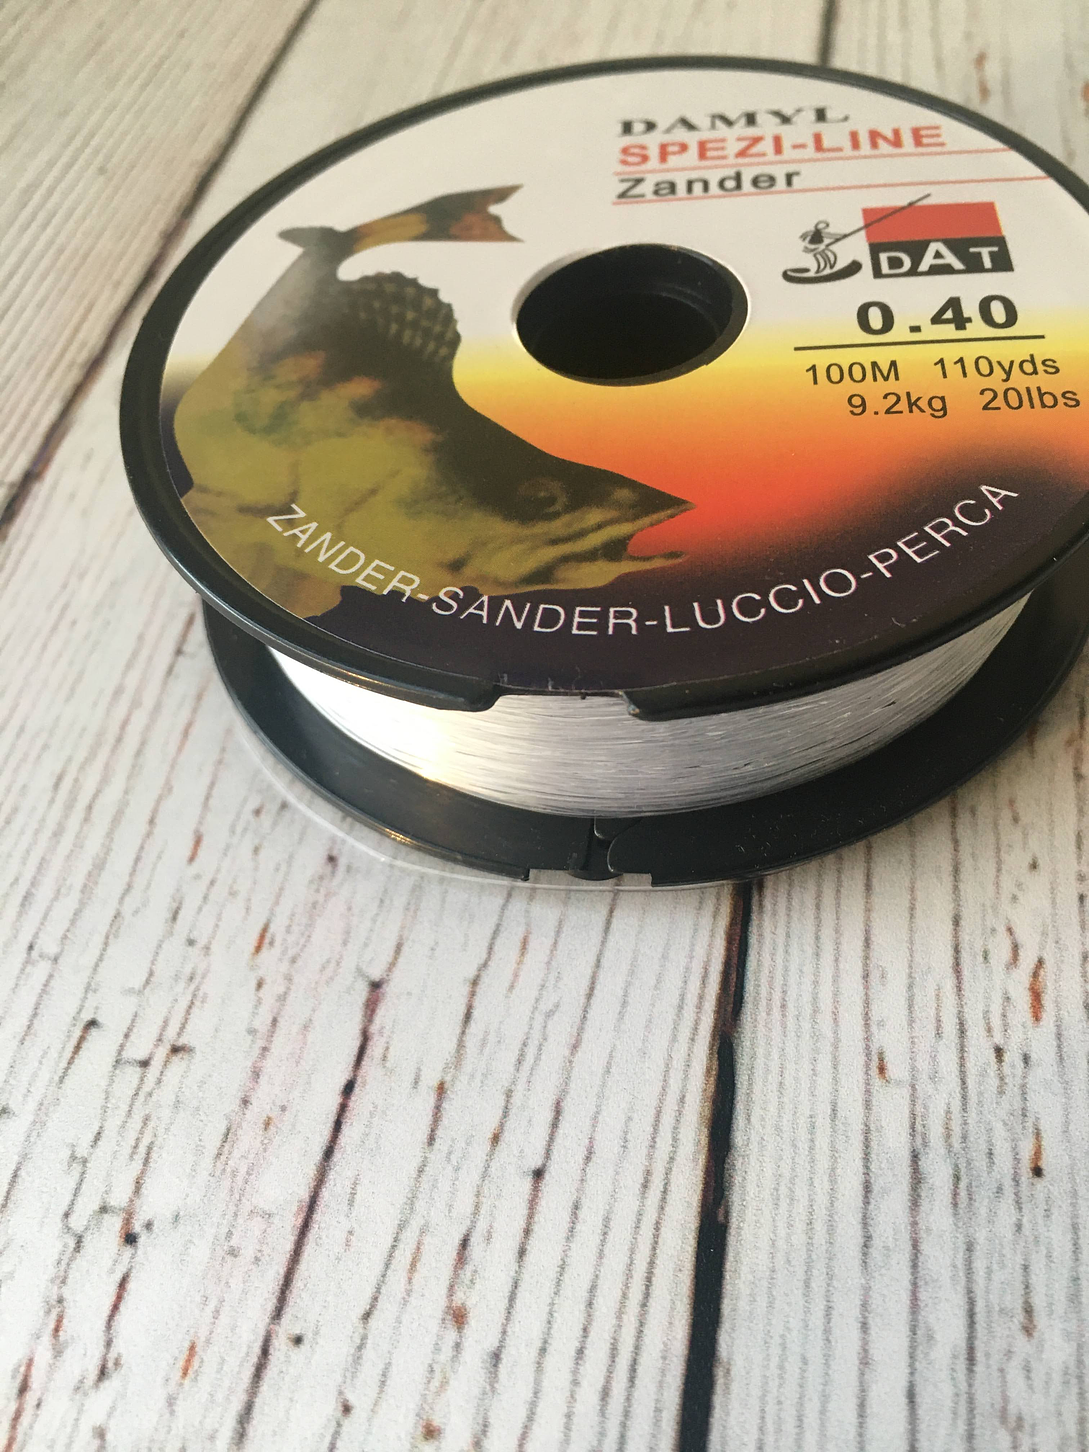 DAMYL
SPEZI-LINE
Zander
DAT
0.40
100M 110yds
9.2kg 20lbs
ZANDER-SANDER-LUCCIO-PERCA